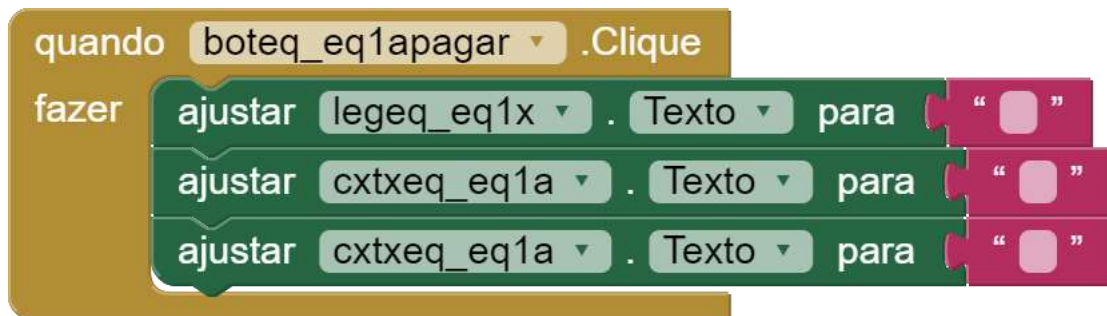 quando boteq_eq1apagar .Clique
fazer ajustar legeq_eq1x . Texto para “ ”
ajustar cxtxeq_eq1a . Texto para “ ”
ajustar cxtxeq_eq1a . Texto para “ ”